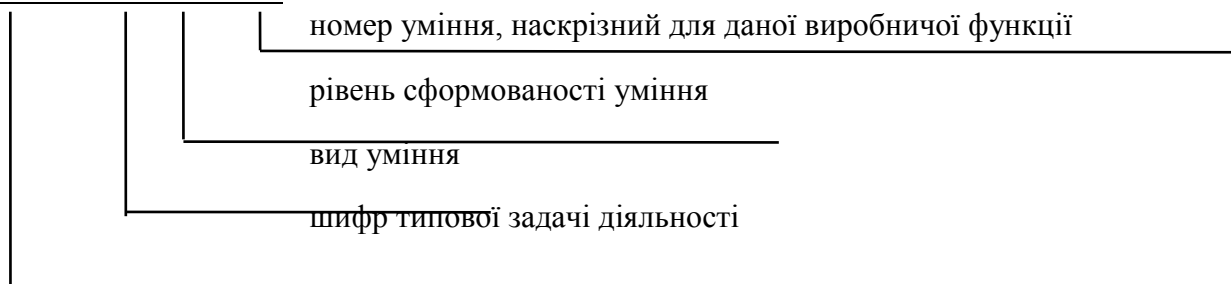 номер уміння, наскрізний для даної виробничої функції
рівень сформованості уміння
вид уміння
шифр типової задачі діяльності